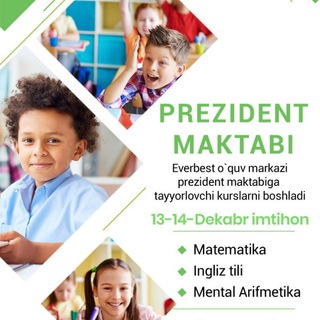 PREZIDENT
MAKTABI
Everbest o`quv markazi
prezident maktabiga
tayyorlovchi kurslarni boshladi
13-14-Dekabr imtihon
Matematika
Ingliz tili
Mental Arifmetika